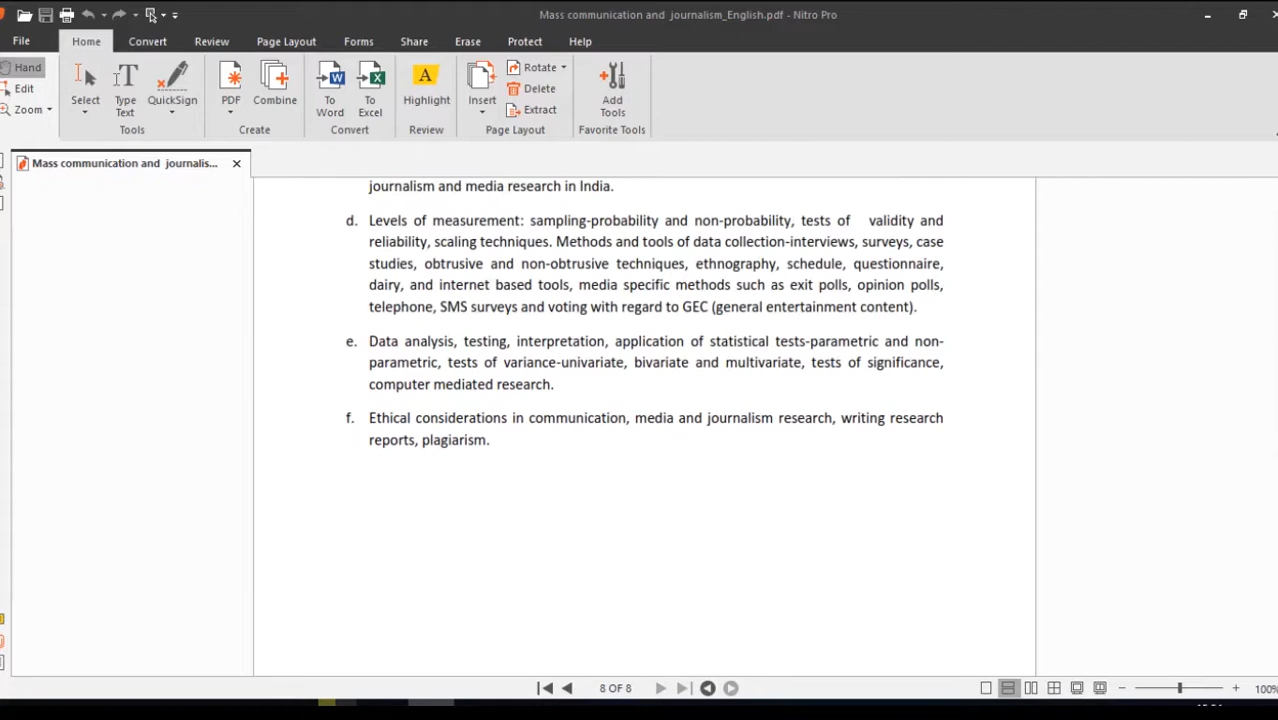 Mass communication and journalism_English.pdf - Nitro Pro
File Home Convert Review Page Layout Forms Share Erase Protect Help
Hand
Edit
Zoom
Select
Type Text
QuickSign
Tools
PDF
Combine
Create
To Word
To Excel
Convert
Highlight
Review
Insert
Rotate
Delete
Extract
Page Layout
Add Tools
Favorite Tools
Mass communication and journalis...
journalism and media research in India.
d. Levels of measurement: sampling-probability and non-probability, tests of validity and
reliability, scaling techniques. Methods and tools of data collection-interviews, surveys, case
studies, obtrusive and non-obtrusive techniques, ethnography, schedule, questionnaire,
dairy, and internet based tools, media specific methods such as exit polls, opinion polls,
telephone, SMS surveys and voting with regard to GEC (general entertainment content).
e. Data analysis, testing, interpretation, application of statistical tests-parametric and non-
parametric, tests of variance-univariate, bivariate and multivariate, tests of significance,
computer mediated research.
f. Ethical considerations in communication, media and journalism research, writing research
reports, plagiarism.
8 OF 8
100%